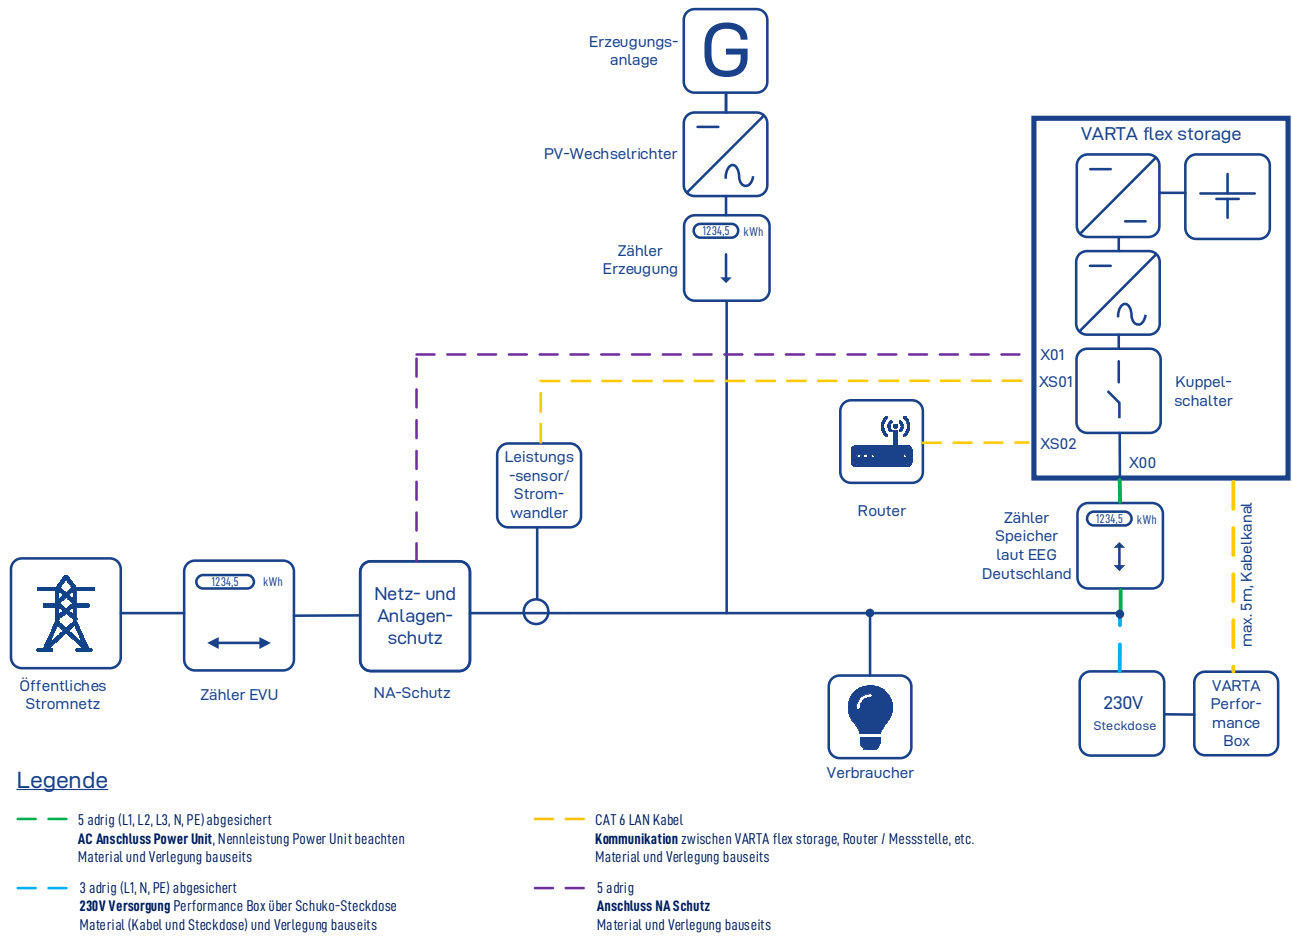 Erzeugungs-
anlage
G
PV-Wechselrichter
Zähler
Erzeugung
1234,5 kWh
VARTA flex storage
X01
XS01
Kuppel-
schalter
XS02
X00
Leistungs
-sensor/
Strom-
wandler
Router
Zähler
Speicher
laut EEG
Deutschland
1234,5 kWh
max. 5m, Kabelkanal
Öffentliches
Stromnetz
1234,5 kWh
Zähler EVU
Netz- und
Anlagen-
schutz
NA-Schutz
Verbraucher
230V
Steckdose
VARTA
Perfor-
mance
Box
Legende
5 adrig (L1, L2, L3, N, PE) abgesichert
AC Anschluss Power Unit, Nennleistung Power Unit beachten
Material und Verlegung bauseits
3 adrig (L1, N, PE) abgesichert
230V Versorgung Performance Box über Schuko-Steckdose
Material (Kabel und Steckdose) und Verlegung bauseits
CAT 6 LAN Kabel
Kommunikation zwischen VARTA flex storage, Router / Messstelle, etc.
Material und Verlegung bauseits
5 adrig
Anschluss NA Schutz
Material und Verlegung bauseits